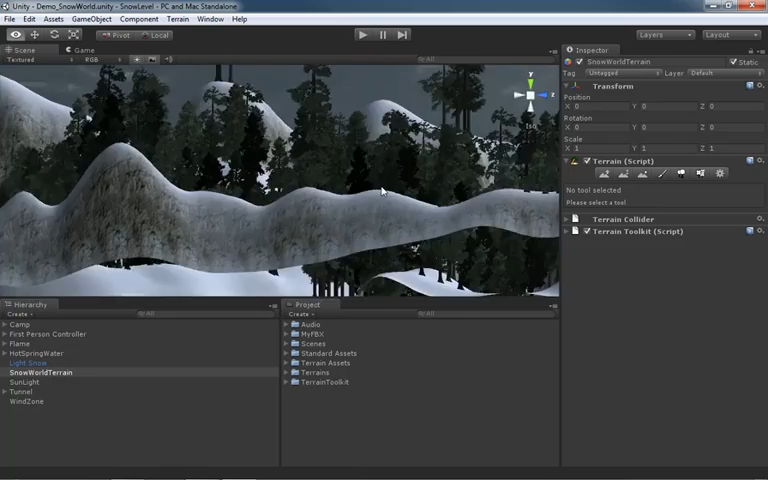 Unity - Demo_SnowWorld.unity - SnowLevel - PC and Mac Standalone
File Edit Assets GameObject Component Terrain Window Help
Pivot Local Layers Layout
Scene Game
Textured RGB All
y
z
Iso
Inspector
SnowWorldTerrain Static
Tag Untagged Layer Default
Transform
Position
X 0 Y 0 Z 0
Rotation
X 0 Y 0 Z 0
Scale
X 1 Y 1 Z 1
Terrain (Script)
No tool selected
Please select a tool
Terrain Collider
Terrain Toolkit (Script)
Hierarchy
Create All
Camp
First Person Controller
Flame
HotSpringWater
Light Snow
SnowWorldTerrain
SunLight
Tunnel
WindZone
Project
Create All
Audio
MyFBX
Scenes
Standard Assets
Terrain Assets
Terrains
TerrainToolkit